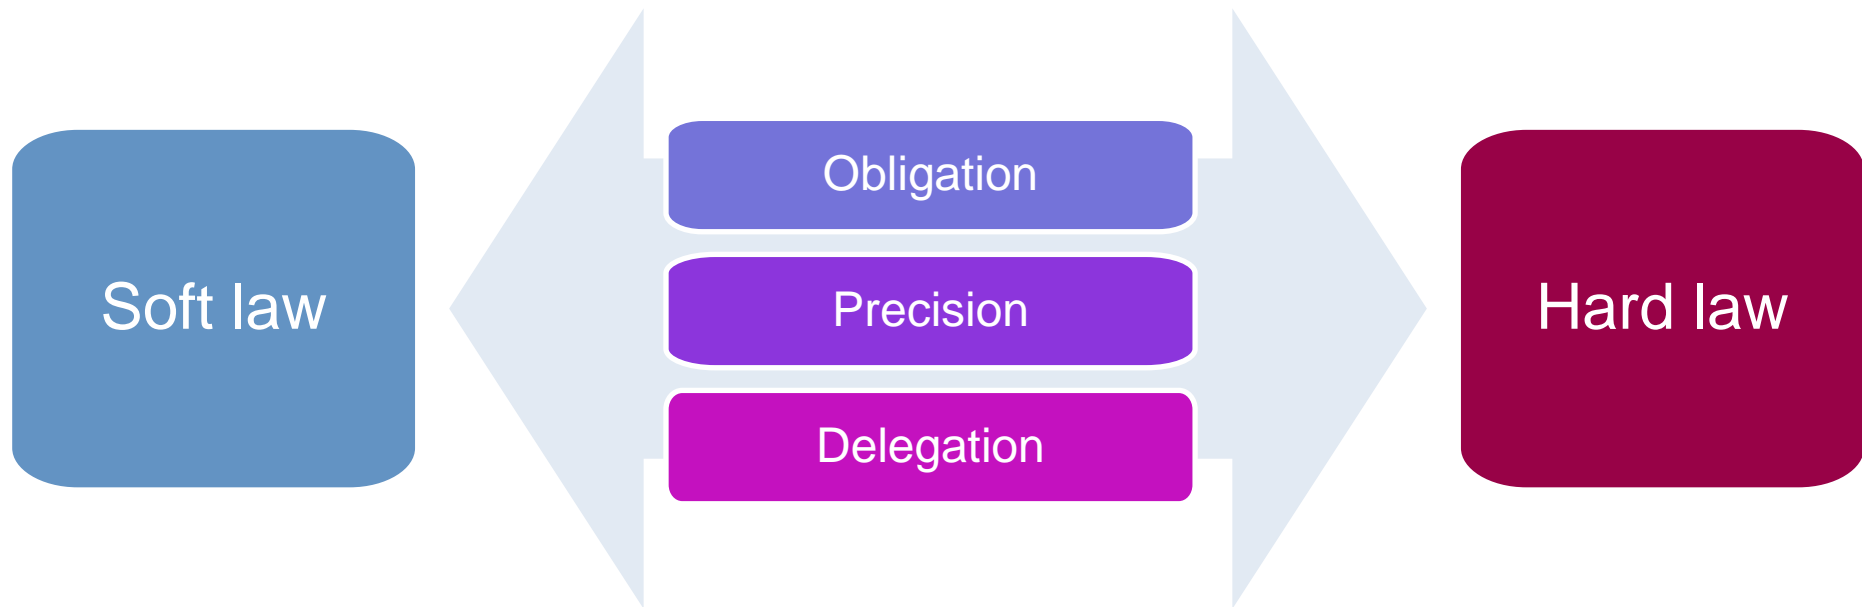 Soft law
Obligation
Precision
Delegation
Hard law